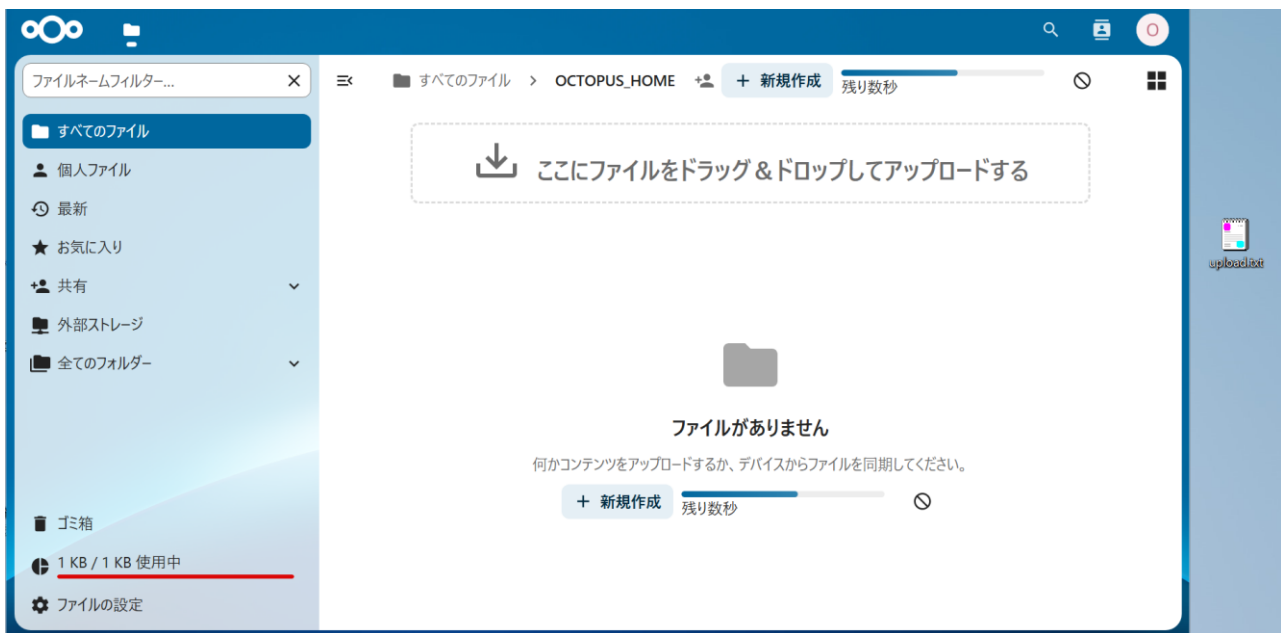 O
ファイルネームフィルター...
すべてのファイル > OCTOPUS_HOME
+ 新規作成
残り数秒
すべてのファイル
個人ファイル
最新
お気に入り
共有
外部ストレージ
全てのフォルダー
ゴミ箱
1 KB / 1 KB 使用中
ファイルの設定
ここにファイルをドラッグ&ドロップしてアップロードする
ファイルがありません
何かコンテンツをアップロードするか、デバイスからファイルを同期してください。
+ 新規作成
残り数秒
upload.txt